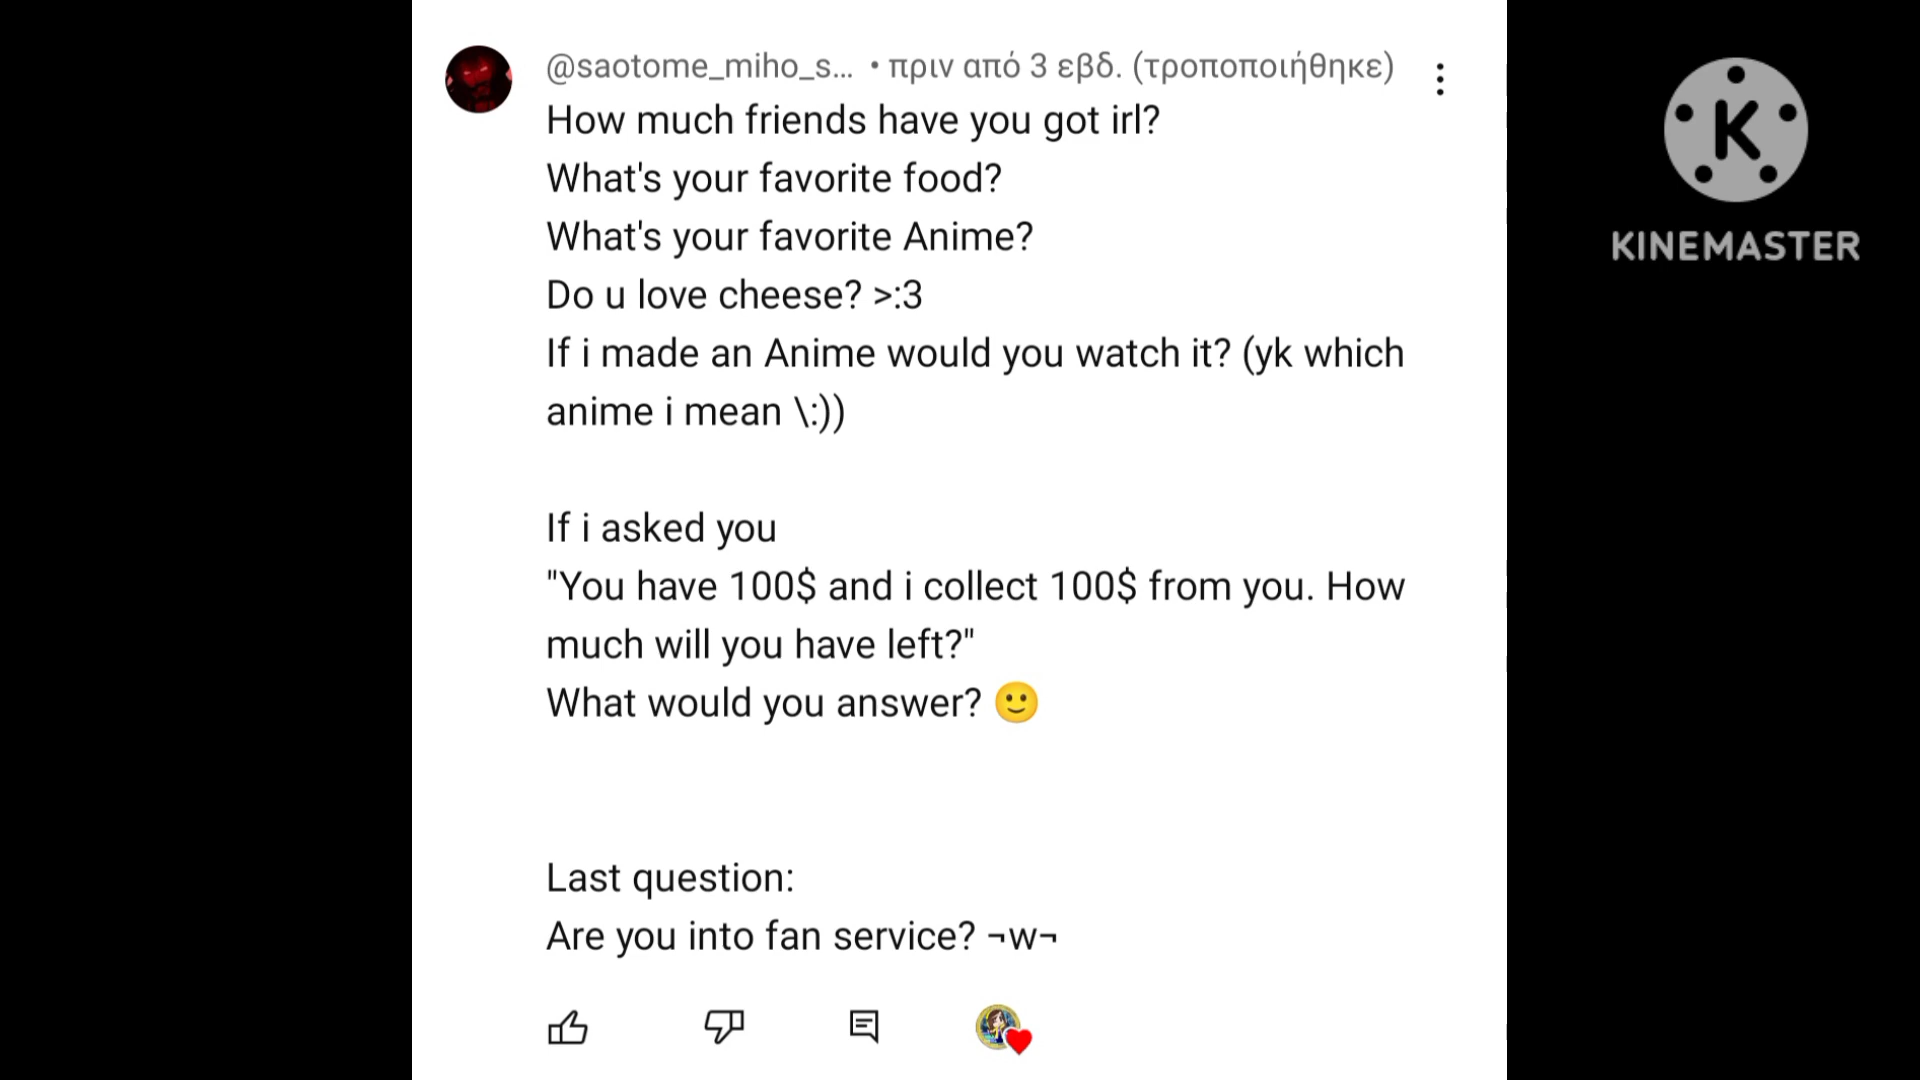 @saotome_miho_s... • πριν από 3 εβδ. (τροποποιήθηκε)
How much friends have you got irl?
What's your favorite food?
What's your favorite Anime?
Do u love cheese? >:3
If i made an Anime would you watch it? (yk which
anime i mean \:))
If i asked you
"You have 100$ and i collect 100$ from you. How
much will you have left?"
What would you answer? 🙂
Last question:
Are you into fan service? ¬w¬
K
KINEMASTER